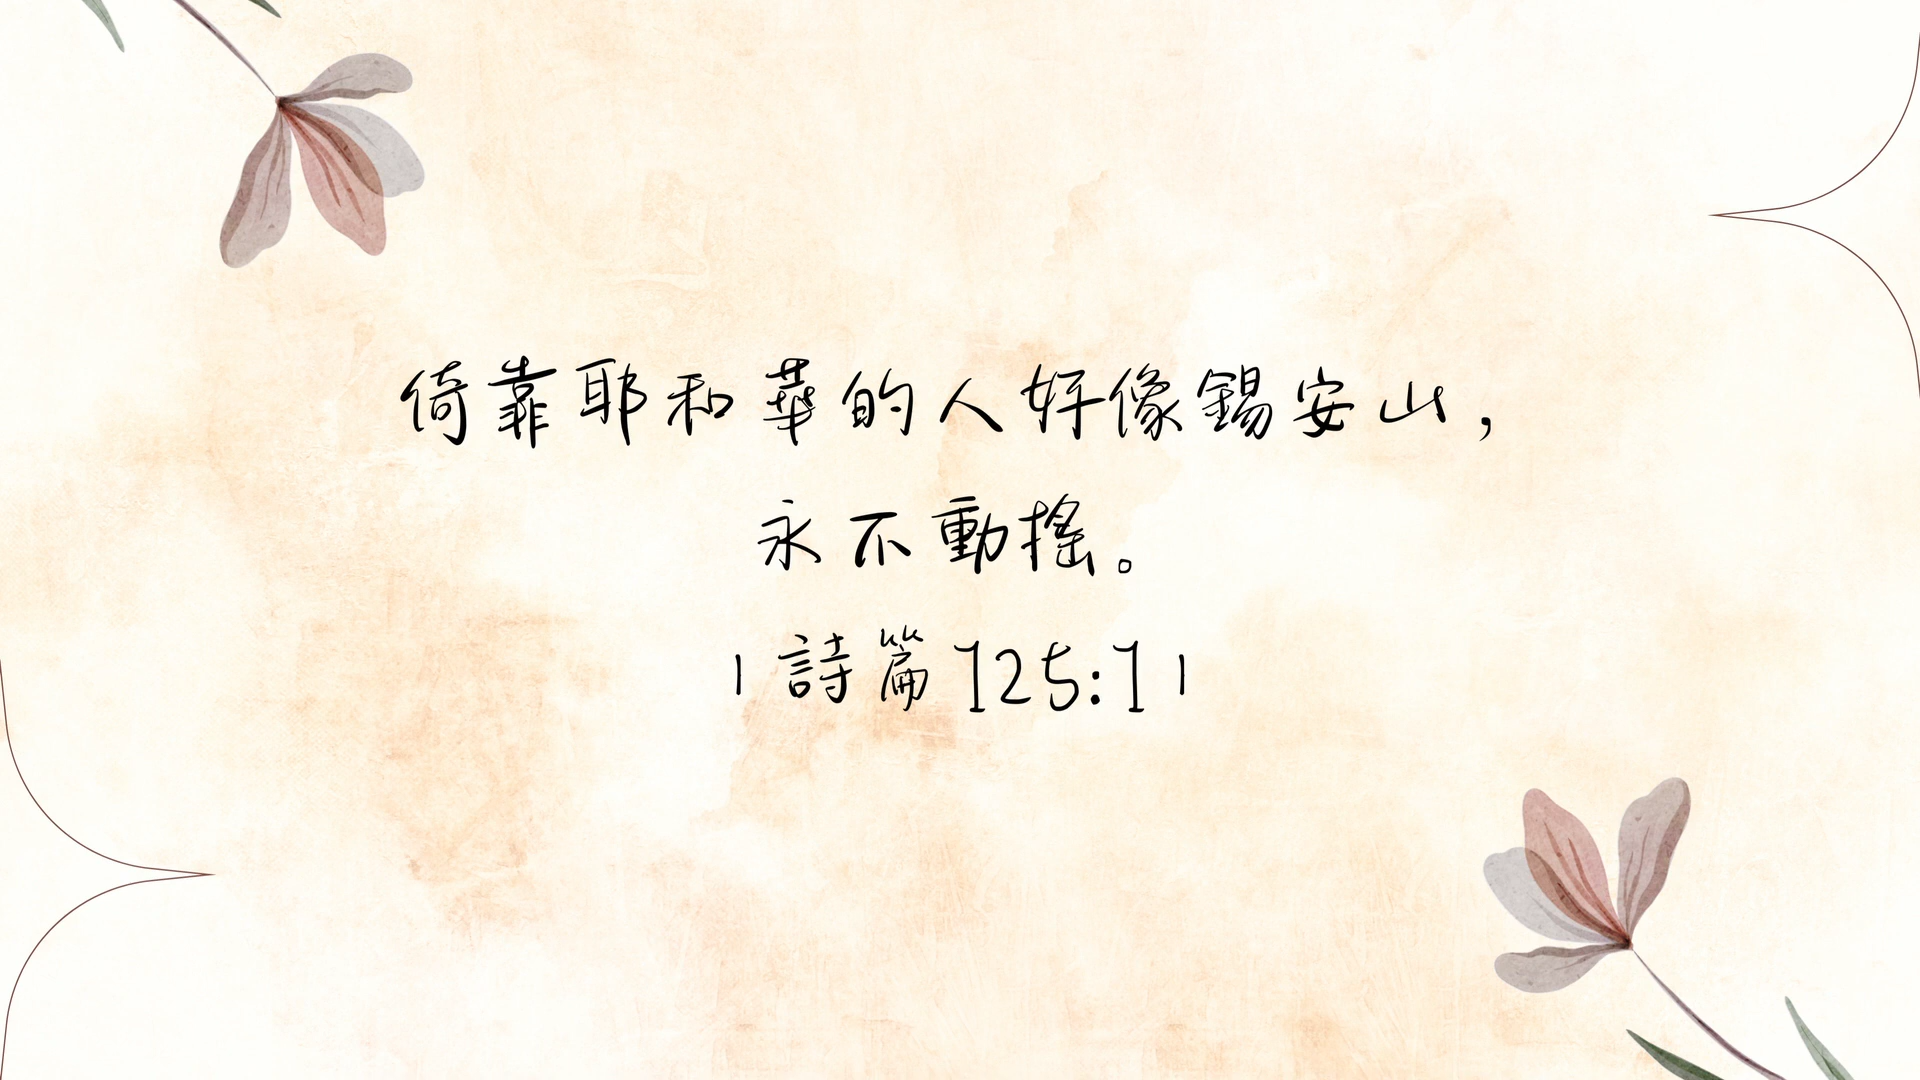 倚靠耶和華的人好像錫安山，
永不動搖。
| 詩篇125:1 |